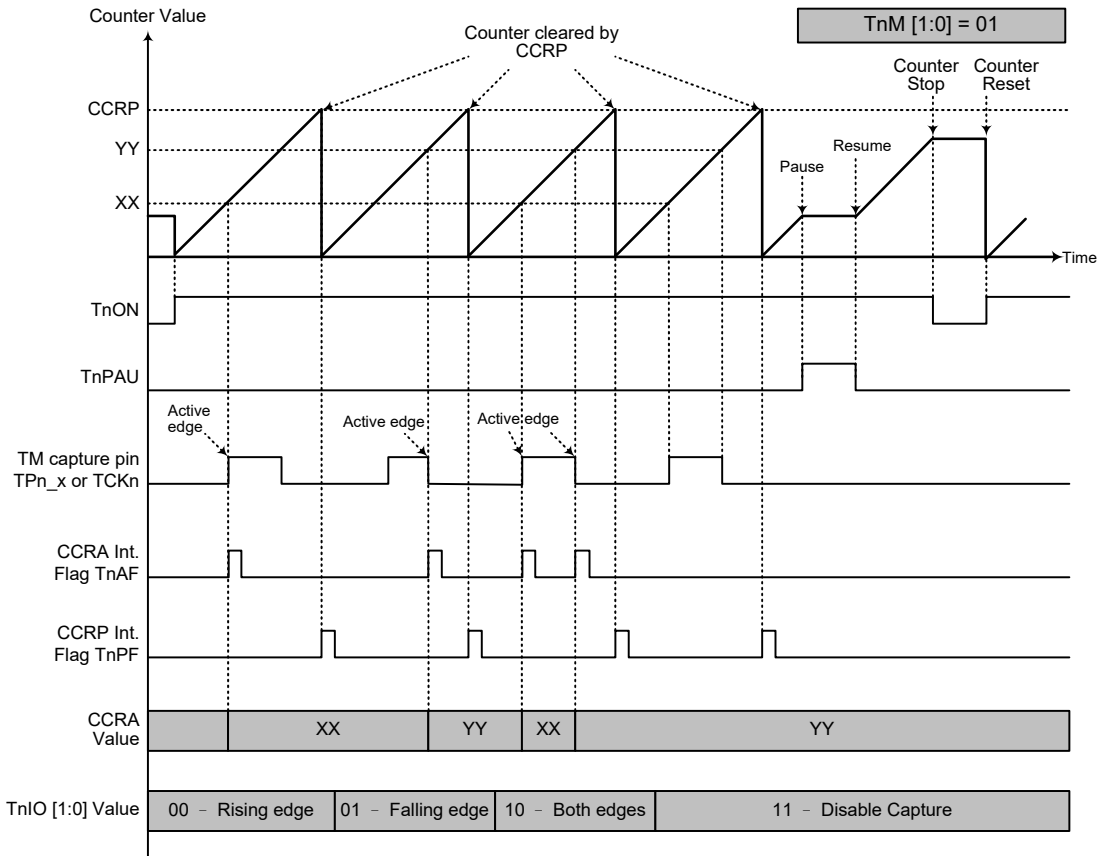 Counter Value
TnM [1:0] = 01
Counter cleared by
CCRP
Counter
Stop
Counter
Reset
CCRP
YY
Resume
Pause
XX
Time
TnON
TnPAU
Active
edge
Active edge
Active edge
TM capture pin
TPn_x or TCKn
CCRA Int.
Flag TnAF
CCRP Int.
Flag TnPF
CCRA
Value
XX
YY
XX
YY
TnIO [1:0] Value
00 – Rising edge
01 – Falling edge
10 – Both edges
11 – Disable Capture